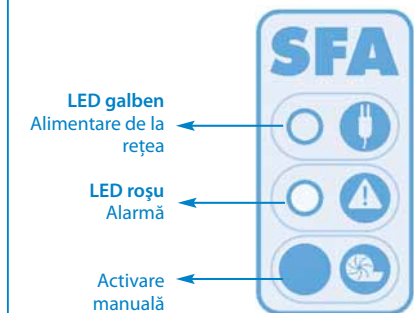 SFA
LED galben
Alimentare de la
rețea
LED roșu
Alarmă
Activare
manuală